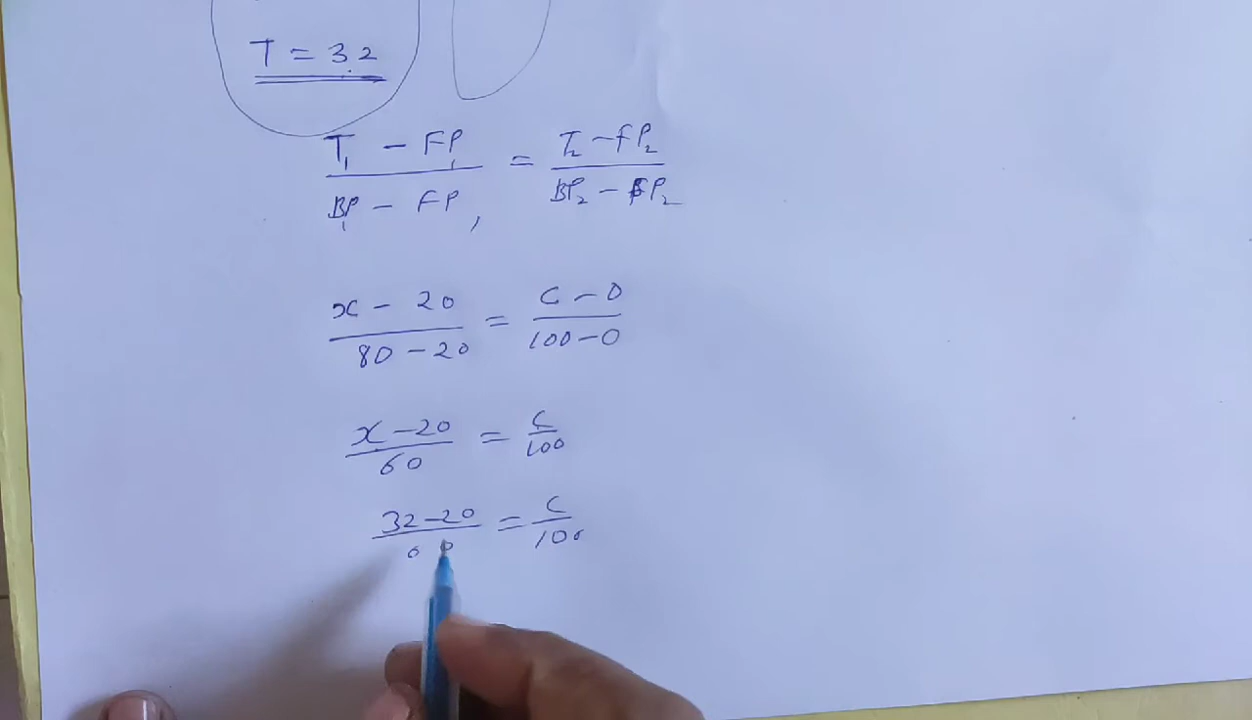 T = 32
T₁ - FP₁ / BP₁ - FP₁ = T₂ - FP₂ / BP₂ - FP₂
x - 20 / 80 - 20 = C - 0 / 100 - 0
x - 20 / 60 = C / 100
32 - 20 / 60 = C / 100